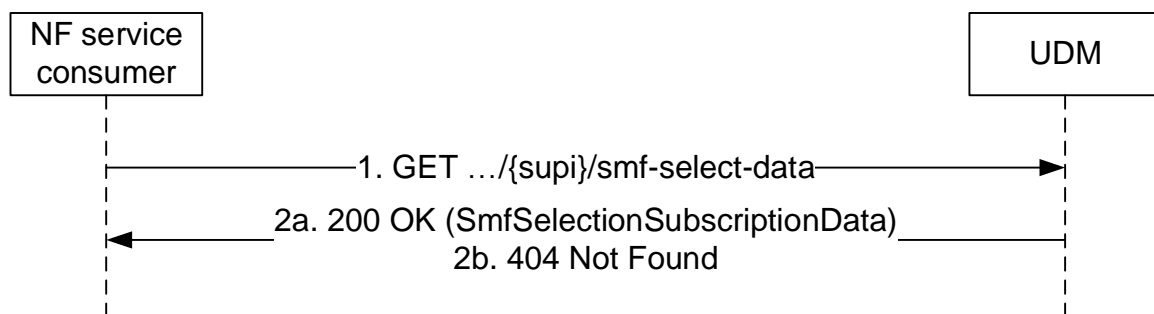 NF service
consumer
UDM
1. GET …/{supi}/smf-select-data
2a. 200 OK (SmfSelectionSubscriptionData)
2b. 404 Not Found